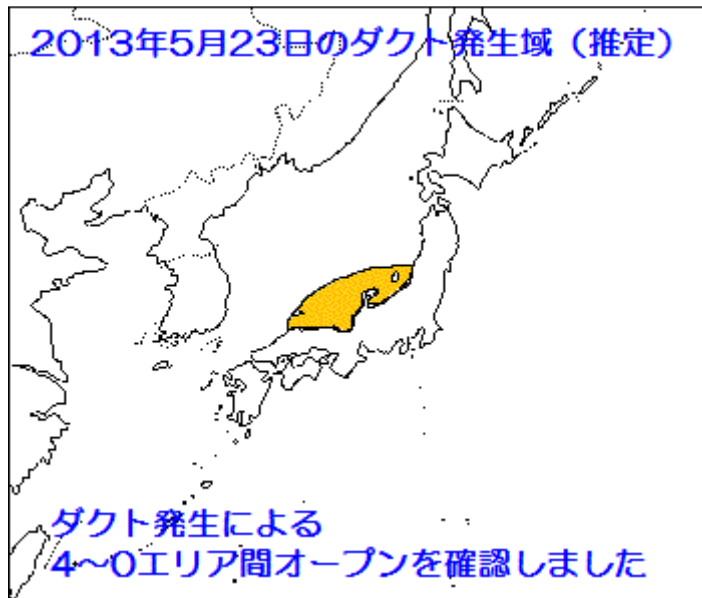 2013年5月23日のダクト発生域（推定）
ダクト発生による
4～0エリア間オープンを確認しました